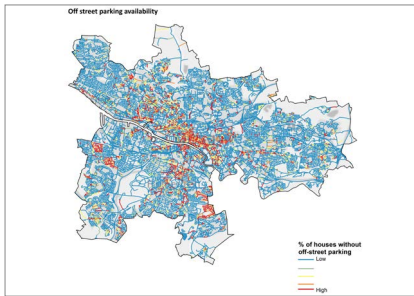 Off street parking availability
% of houses without
off-street parking
Low
High